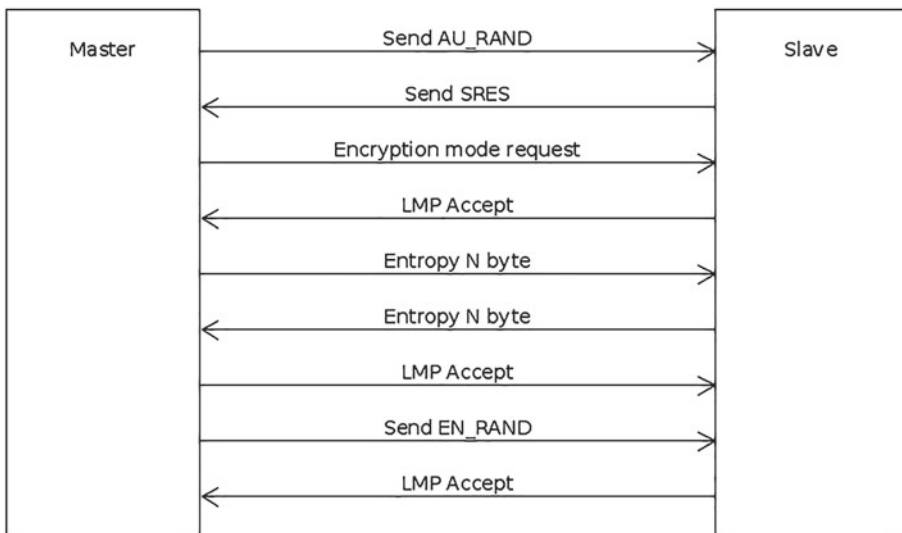 Master
Slave
Send AU_RAND
Send SRES
Encryption mode request
LMP Accept
Entropy N byte
Entropy N byte
LMP Accept
Send EN_RAND
LMP Accept